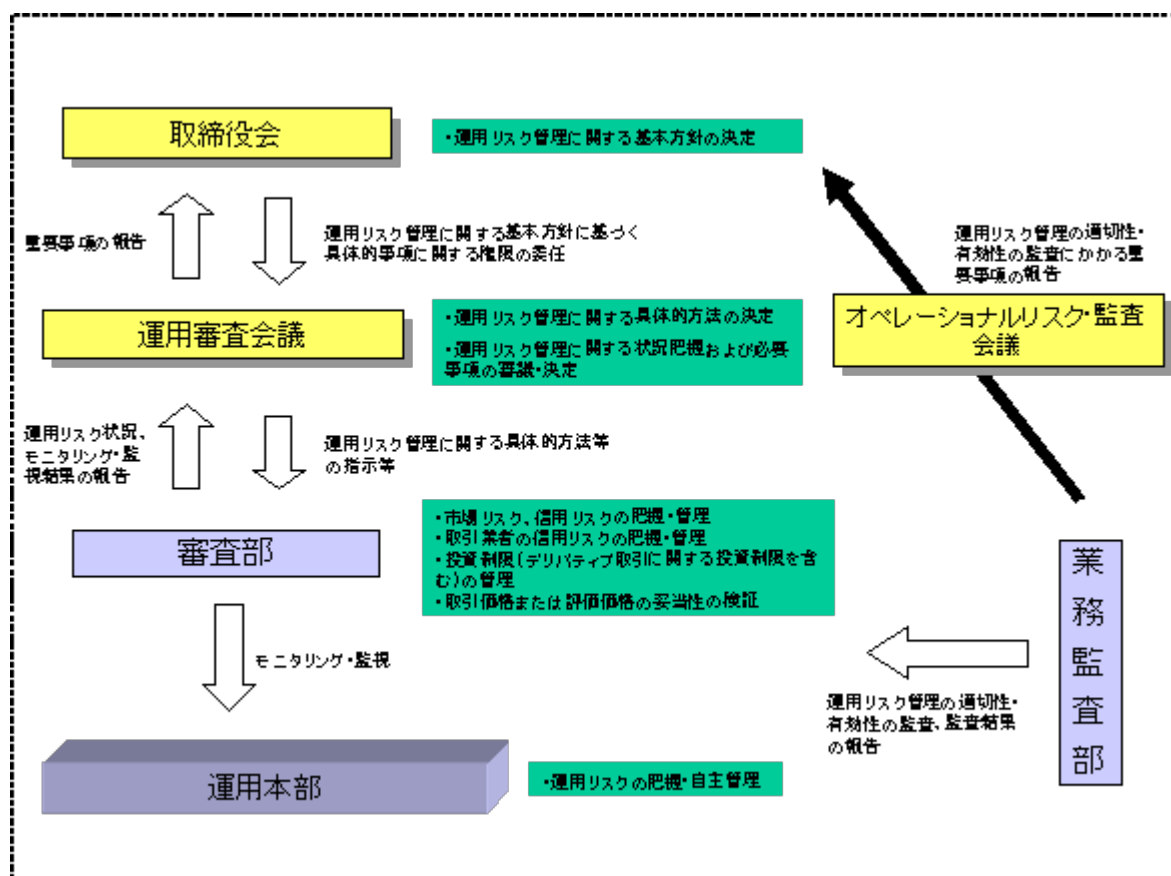 取締役会
・運用リスク管理に関する基本方針の決定
重要事項の報告
運用リスク管理に関する基本方針に基づく
具体的事項に関する権限の委任
運用リスク管理の適切性・
有効性の監査にかかる重
要事項の報告
運用審査会議
・運用リスク管理に関する具体的方法の決定
・運用リスク管理に関する状況把握および必要
事項の審議・決定
オペレーショナルリスク・監査
会議
運用リスク状況、
モニタリング・監
視結果の報告
運用リスク管理に関する具体的方法等
の指示等
審査部
・市場リスク、信用リスクの把握・管理
・取引業者の信用リスクの把握・管理
・投資制限(デリバティブ取引に関する投資制限を含
む)の管理
・取引価格または評価価格の妥当性の検証
業務監査部
モニタリング・監視
運用リスク管理の適切性・
有効性の監査、監査結果
の報告
運用本部
・運用リスクの把握・自主管理